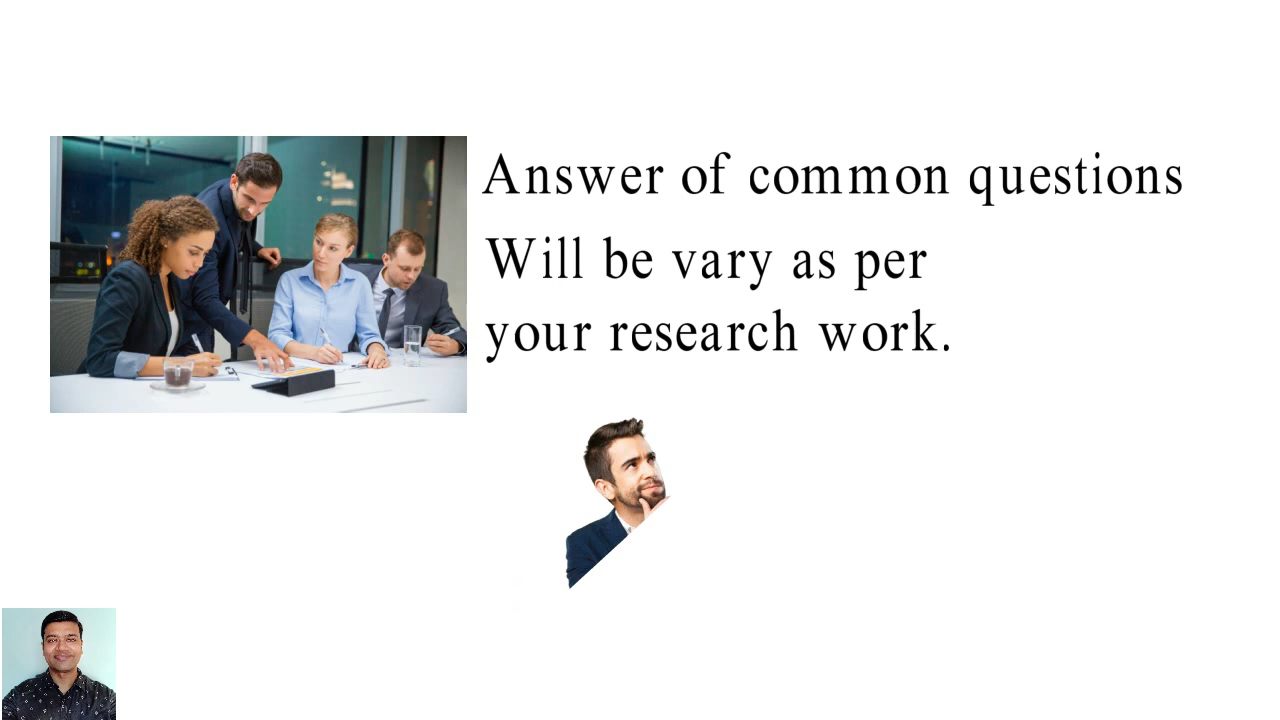 Answer of common questions
Will be vary as per
your research work.